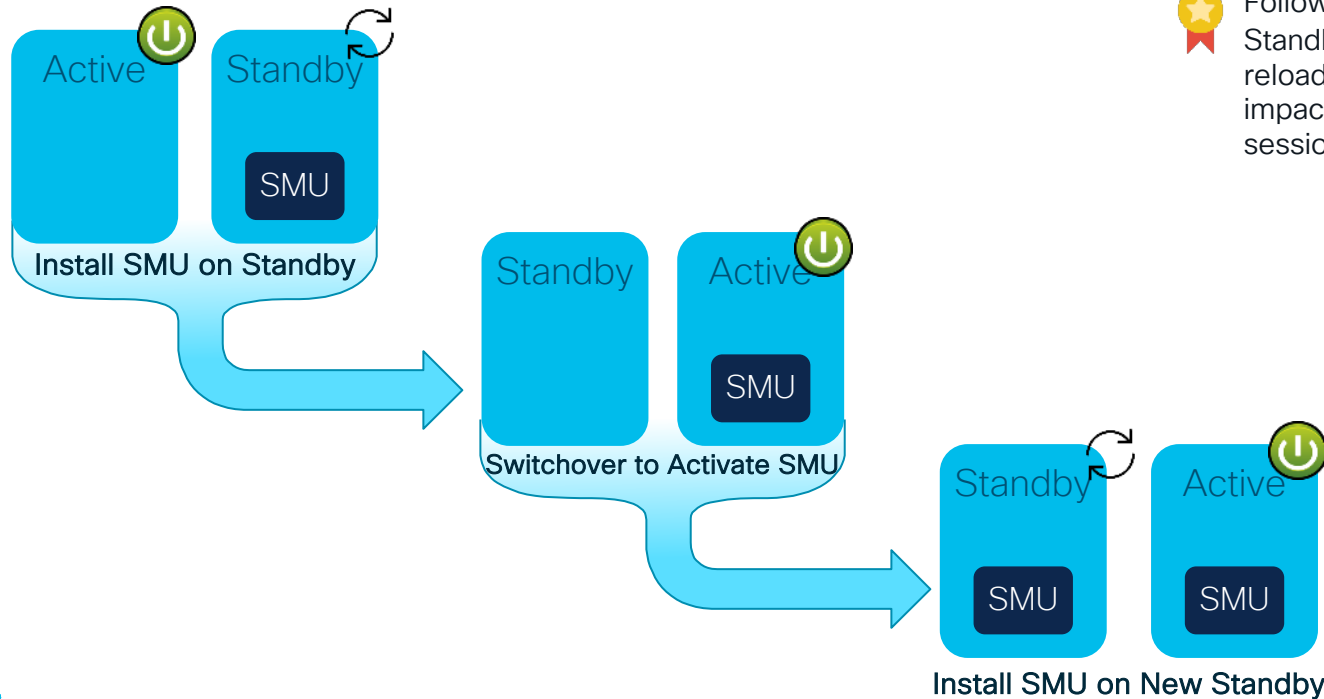 Active
Standby
SMU
Install SMU on Standby
Standby
Active
SMU
Switchover to Activate SMU
Standby
Active
SMU
SMU
Install SMU on New Standby